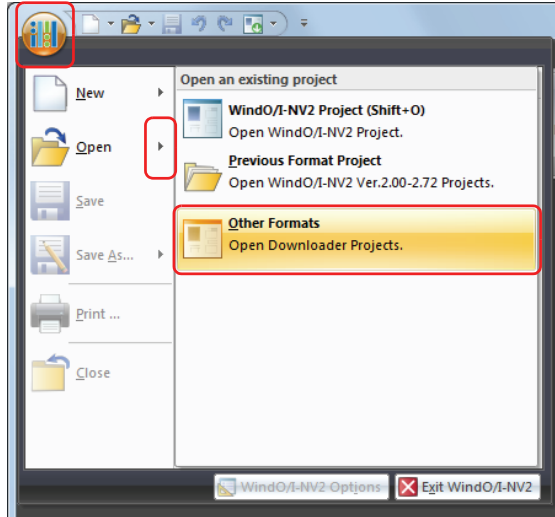 New
Open
Save
Save As...
Print ...
Close
Open an existing project
WindO/I-NV2 Project (Shift+O)
Open WindO/I-NV2 Project.
Previous Format Project
Open WindO/I-NV2 Ver.2.00-2.72 Projects.
Other Formats
Open Downloader Projects.
WindO/I-NV2 Options
Exit WindO/I-NV2